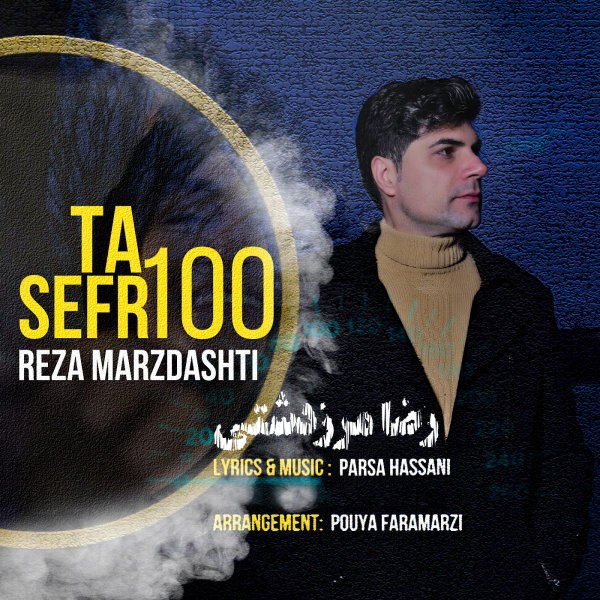 TA
SEFR100
REZA MARZDASHTI
رضا مرزدشتی
LYRICS & MUSIC : PARSA HASSANI
ARRANGEMENT: POUYA FARAMARZI